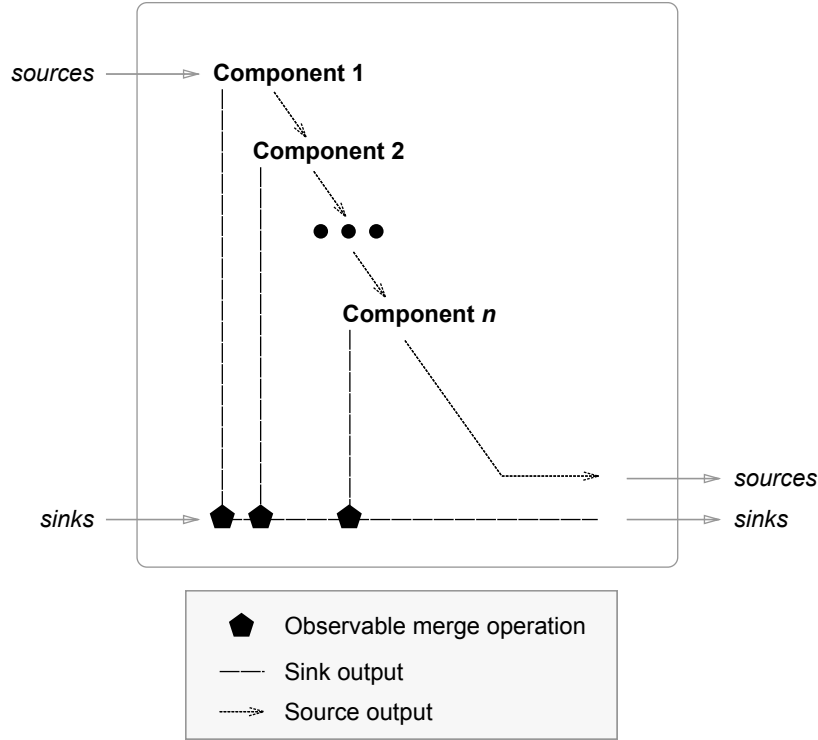 sources
Component 1
Component 2
Component n
sources
sinks
sinks
Observable merge operation
Sink output
Source output